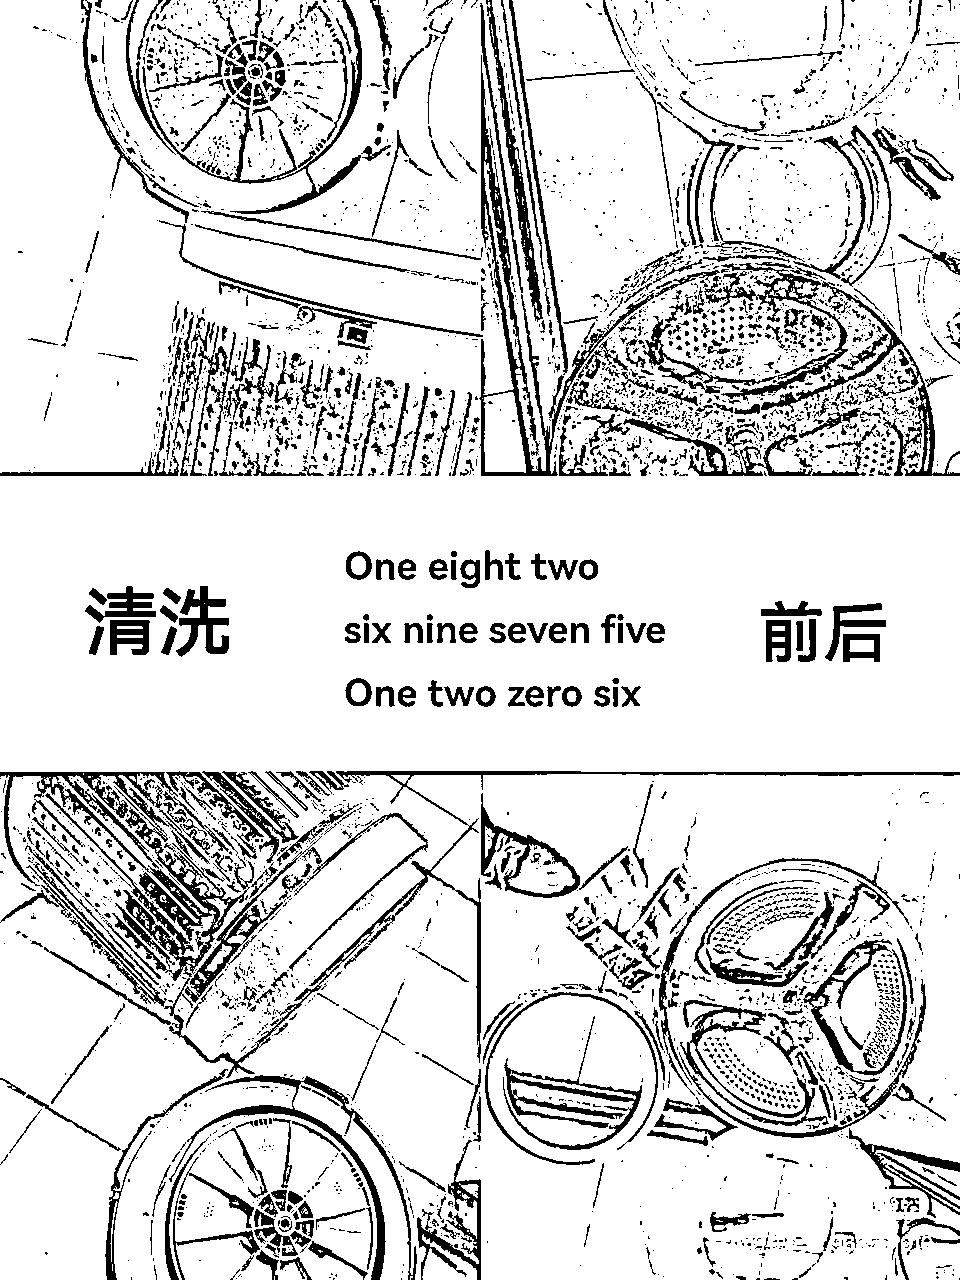 清洗
One eight two
six nine seven five
One two zero six
前后